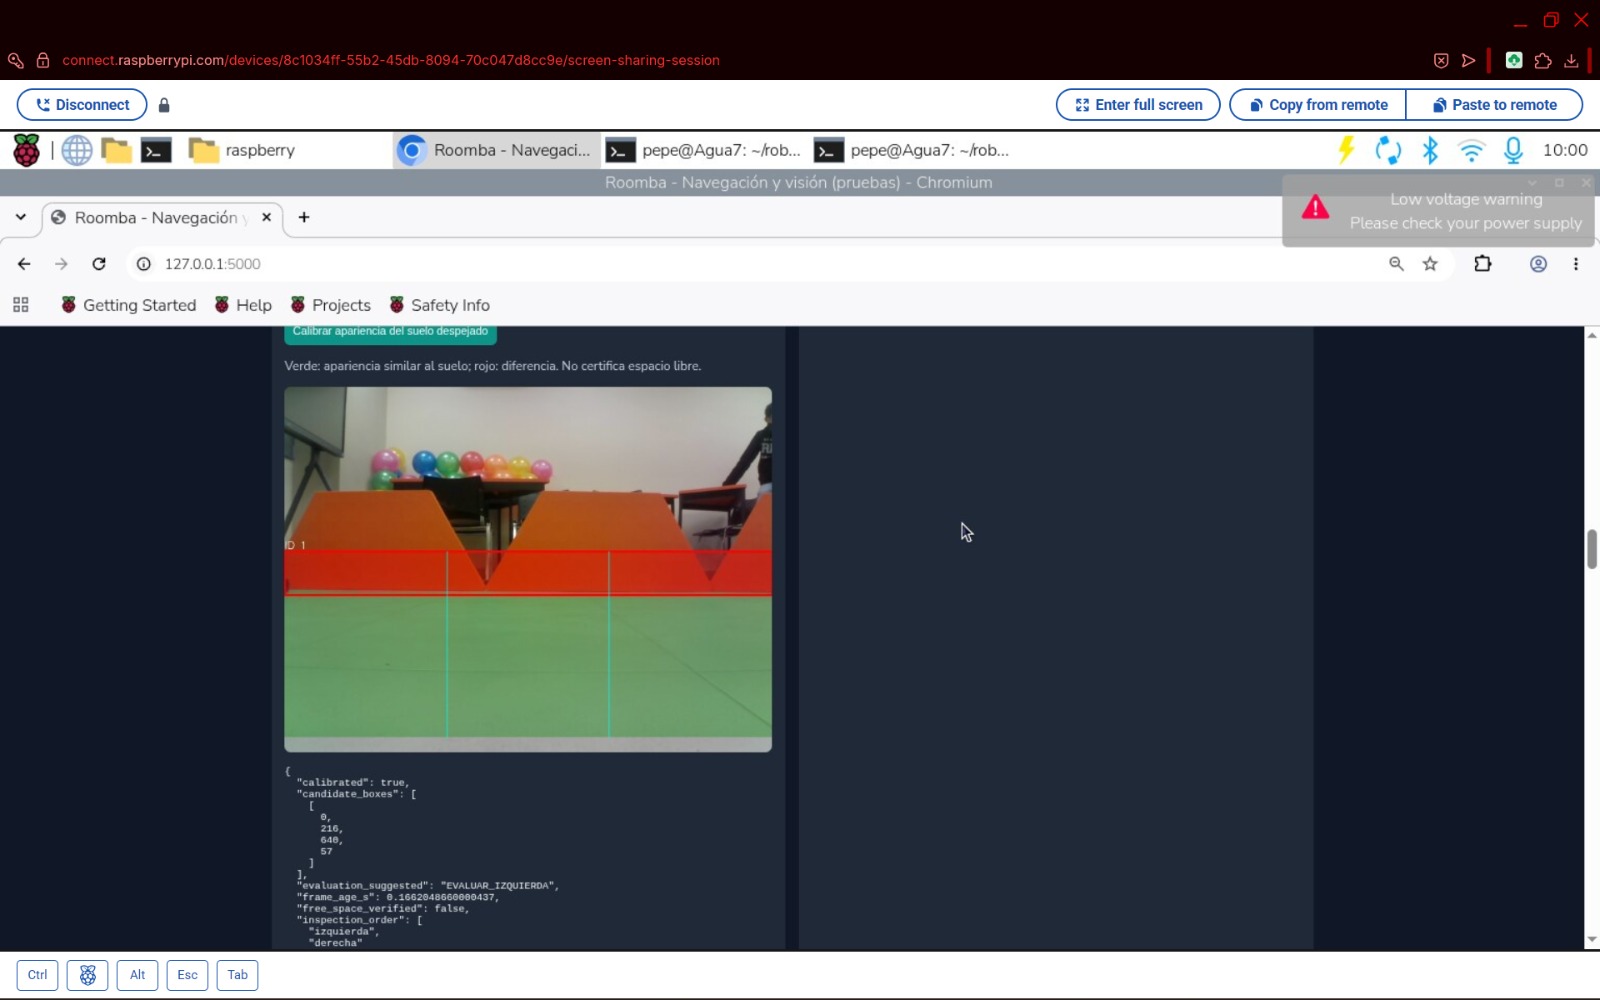 connect.raspberrypi.com/devices/8c1034ff-55b2-45db-8094-70c047d8cc9e/screen-sharing-session
Disconnect
Enter full screen
Copy from remote
Paste to remote
raspberry
Roomba - Navegaci...
pepe@Agua7: ~/rob...
pepe@Agua7: ~/rob...
10:00
Roomba - Navegación y visión (pruebas) - Chromium
Low voltage warning
Please check your power supply
Roomba - Navegación y
127.0.0.1:5000
Getting Started
Help
Projects
Safety Info
Calibrar apariencia del suelo despejado
Verde: apariencia similar al suelo; rojo: diferencia. No certifica espacio libre.
ID 1
{
"calibrated": true,
"candidate_boxes": [
[
0,
216,
640,
57
]
],
"evaluation_suggested": "EVALUAR_IZQUIERDA",
"frame_age_s": 0.1662048660000437,
"free_space_verified": false,
"inspection_order": [
"izquierda",
"derecha"
Ctrl
Alt
Esc
Tab